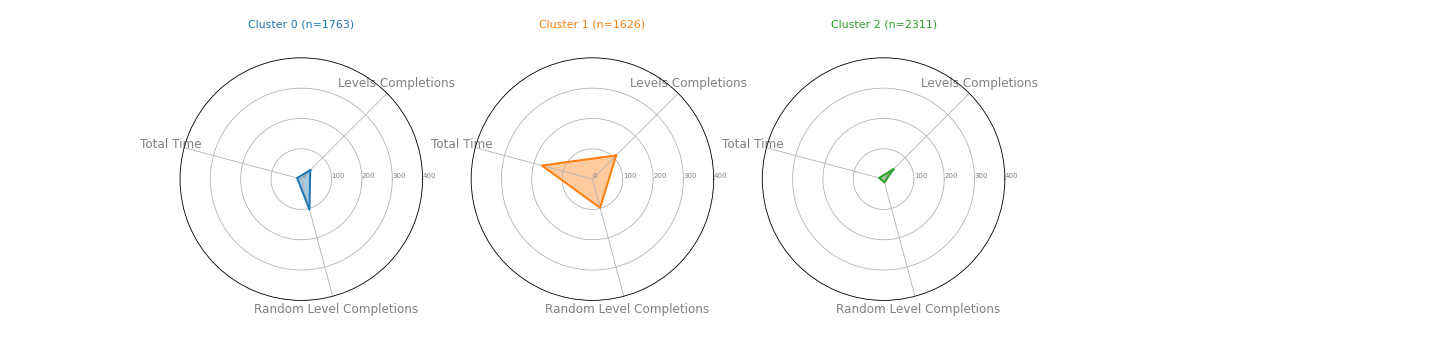 Cluster 0 (n=1763)
Levels Completions
Total Time
100
200
300
400
Random Level Completions
Cluster 1 (n=1626)
Levels Completions
Total Time
0
100
200
300
400
Random Level Completions
Cluster 2 (n=2311)
Levels Completions
Total Time
100
200
300
400
Random Level Completions